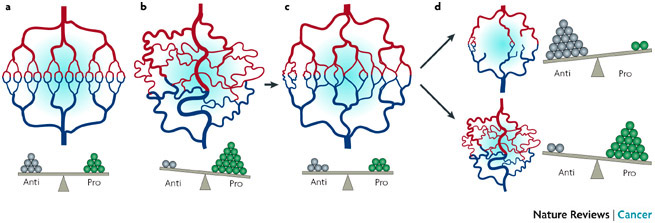 a
b
c
d
Anti Pro
Anti Pro
Anti Pro
Anti Pro
Anti Pro
Nature Reviews | Cancer